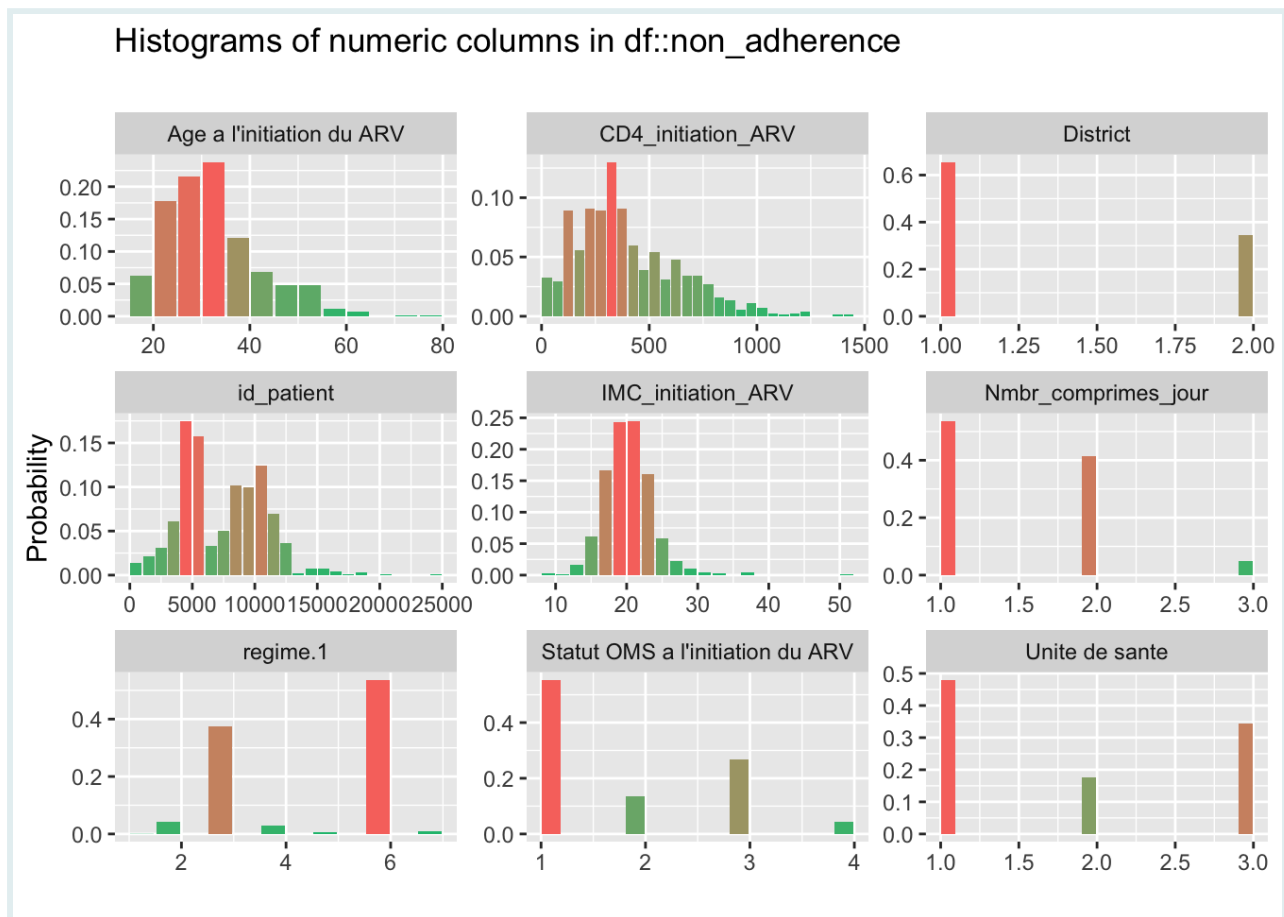 Histograms of numeric columns in df::non_adherence
Age a l'initiation du ARV
CD4_initiation_ARV
District
0.20
0.15
0.10
0.05
0.00
20 40 60 80
0.10
0.05
0.00
0 500 1000 1500
0.6
0.4
0.2
0.0
1.00 1.25 1.50 1.75 2.00
id_patient
IMC_initiation_ARV
Nmbr_comprimes_jour
Probability
0.15
0.10
0.05
0.00
0 5000 10000 15000 20000 25000
0.25
0.20
0.15
0.10
0.05
0.00
10 20 30 40 50
0.4
0.2
0.0
1.0 1.5 2.0 2.5 3.0
regime.1
Statut OMS a l'initiation du ARV
Unite de sante
0.4
0.2
0.0
2 4 6
0.4
0.2
0.0
1 2 3 4
0.5
0.4
0.3
0.2
0.1
0.0
1.0 1.5 2.0 2.5 3.0